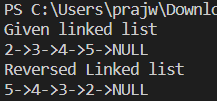 PS C:\Users\prajw\Downlo
Given linked list
2->3->4->5->NULL
Reversed Linked list
5->4->3->2->NULL